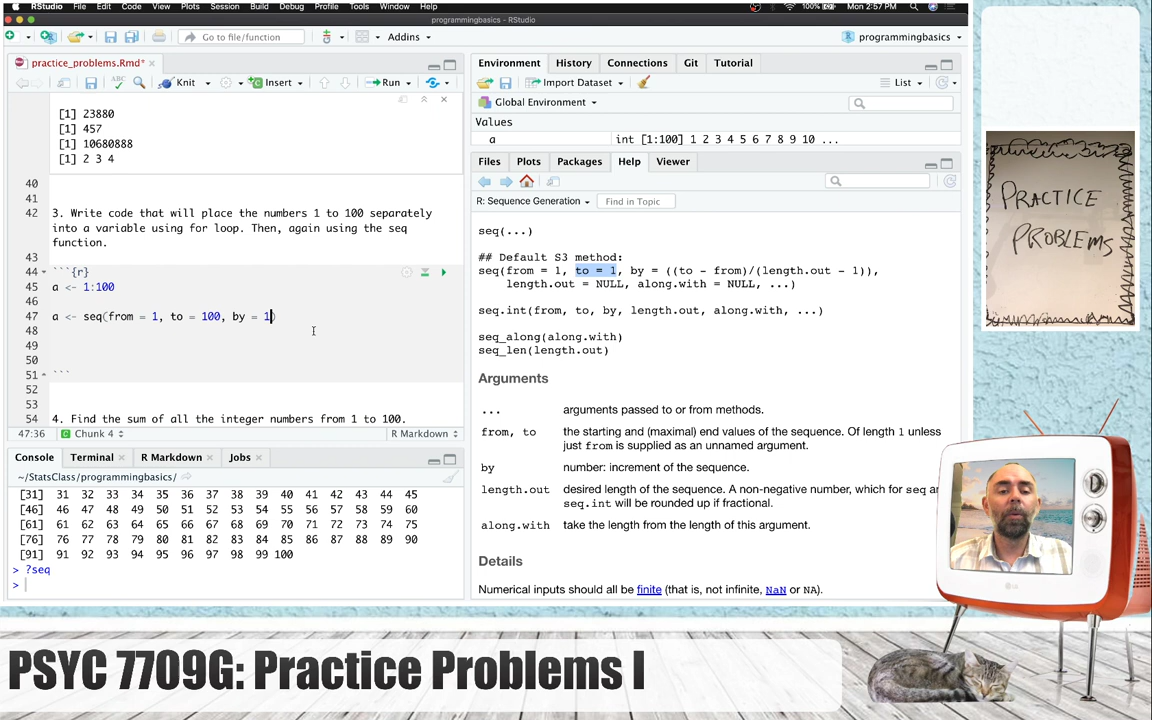 RStudio File Edit Code View Plots Session Build Debug Profile Tools Window Help 100% Mon 2:57 PM
programmingbasics - RStudio
Go to file/function Addins programmingbasics
practice_problems.Rmd* Environment History Connections Git Tutorial
ABC Knit Insert Run Import Dataset List
Global Environment
[1] 23880
[1] 457
[1] 10680888
[1] 2 3 4
Values
a int [1:100] 1 2 3 4 5 6 7 8 9 10 ...
Files Plots Packages Help Viewer
R: Sequence Generation Find in Topic
40
41
42 3. Write code that will place the numbers 1 to 100 separately
into a variable using for loop. Then, again using the seq
function.
43
44 ```{r}
45 a <- 1:100
46
47 a <- seq(from = 1, to = 100, by = 1)
48
49
50
51 ```
52
53
54 4. Find the sum of all the integer numbers from 1 to 100.
47:36 Chunk 4 R Markdown
seq(...)
## Default S3 method:
seq(from = 1, to = 1, by = ((to - from)/(length.out - 1)),
length.out = NULL, along.with = NULL, ...)
seq.int(from, to, by, length.out, along.with, ...)
seq_along(along.with)
seq_len(length.out)
Arguments
... arguments passed to or from methods.
from, to the starting and (maximal) end values of the sequence. Of length 1 unless
just from is supplied as an unnamed argument.
by number: increment of the sequence.
length.out desired length of the sequence. A non-negative number, which for seq
seq.int will be rounded up if fractional.
along.with take the length from the length of this argument.
Details
Numerical inputs should all be finite (that is, not infinite, NaN or NA).
Console Terminal R Markdown Jobs
~/StatsClass/programmingbasics/
[31] 31 32 33 34 35 36 37 38 39 40 41 42 43 44 45
[46] 46 47 48 49 50 51 52 53 54 55 56 57 58 59 60
[61] 61 62 63 64 65 66 67 68 69 70 71 72 73 74 75
[76] 76 77 78 79 80 81 82 83 84 85 86 87 88 89 90
[91] 91 92 93 94 95 96 97 98 99 100
> ?seq
>
PRACTICE
PROBLEMS
LG
PSYC 7709G: Practice Problems I